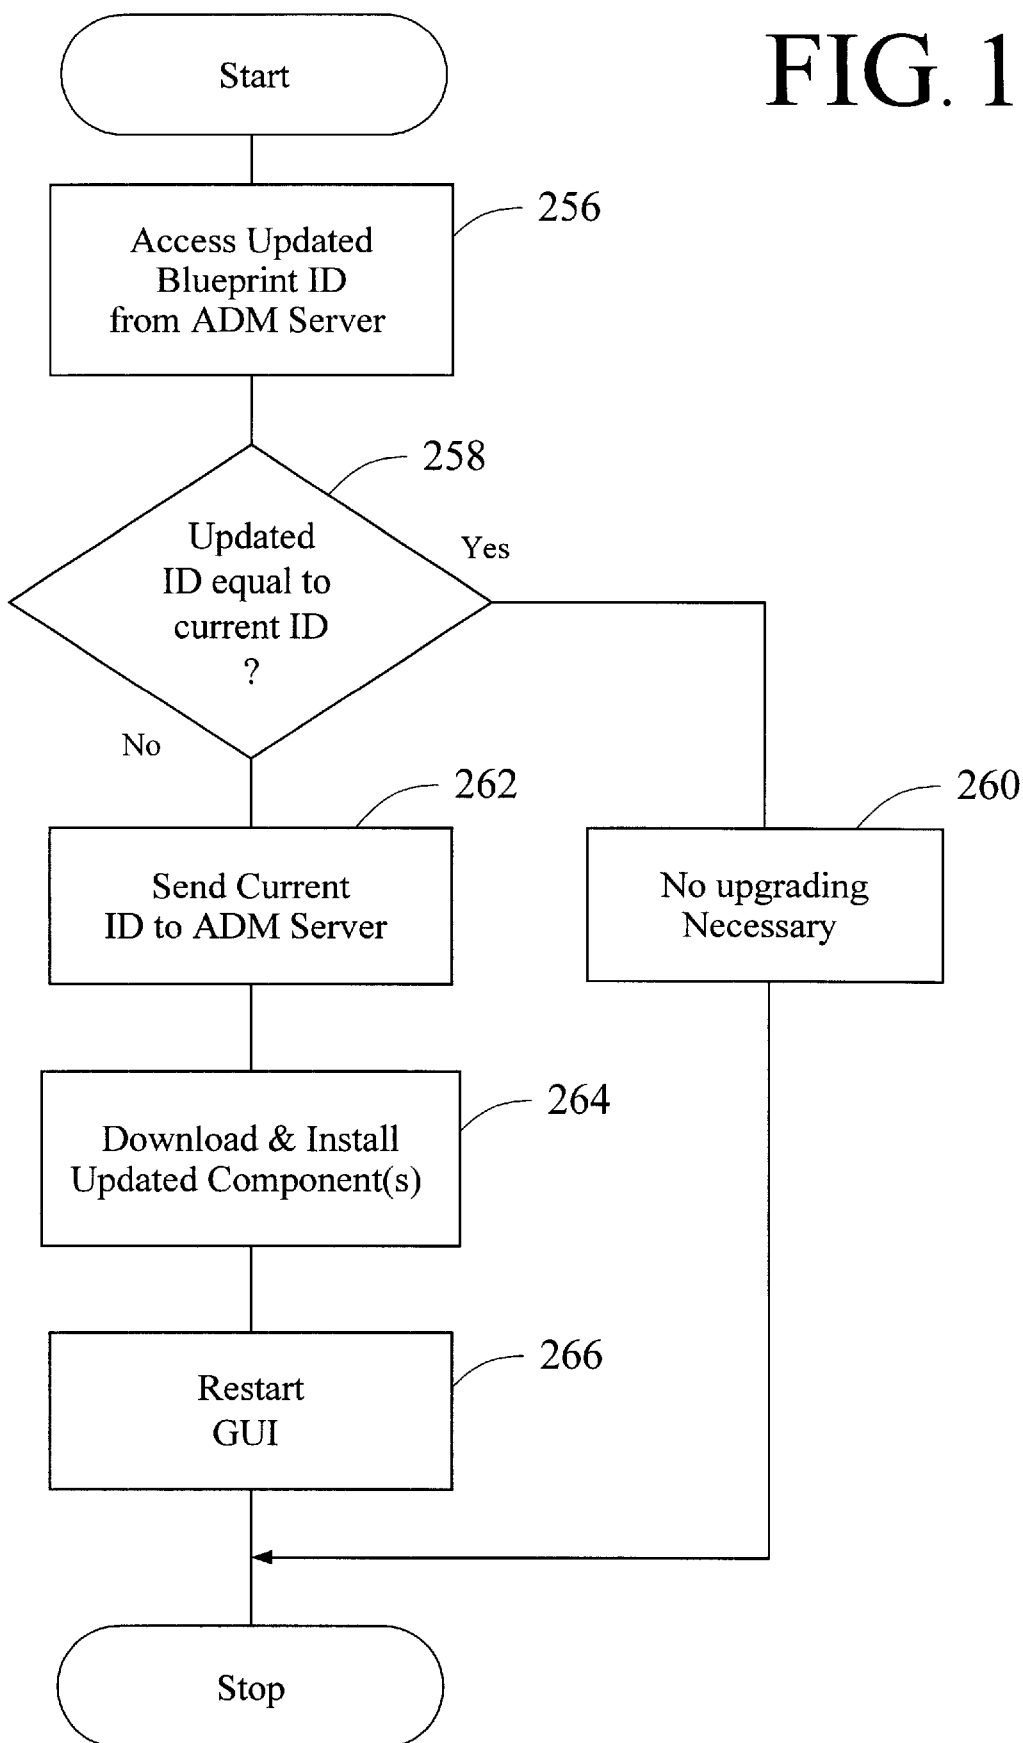 FIG. 1
Start
256
Access Updated
Blueprint ID
from ADM Server
258
Updated
ID equal to
current ID
?
Yes
No
262
Send Current
ID to ADM Server
260
No upgrading
Necessary
264
Download & Install
Updated Component(s)
266
Restart
GUI
Stop